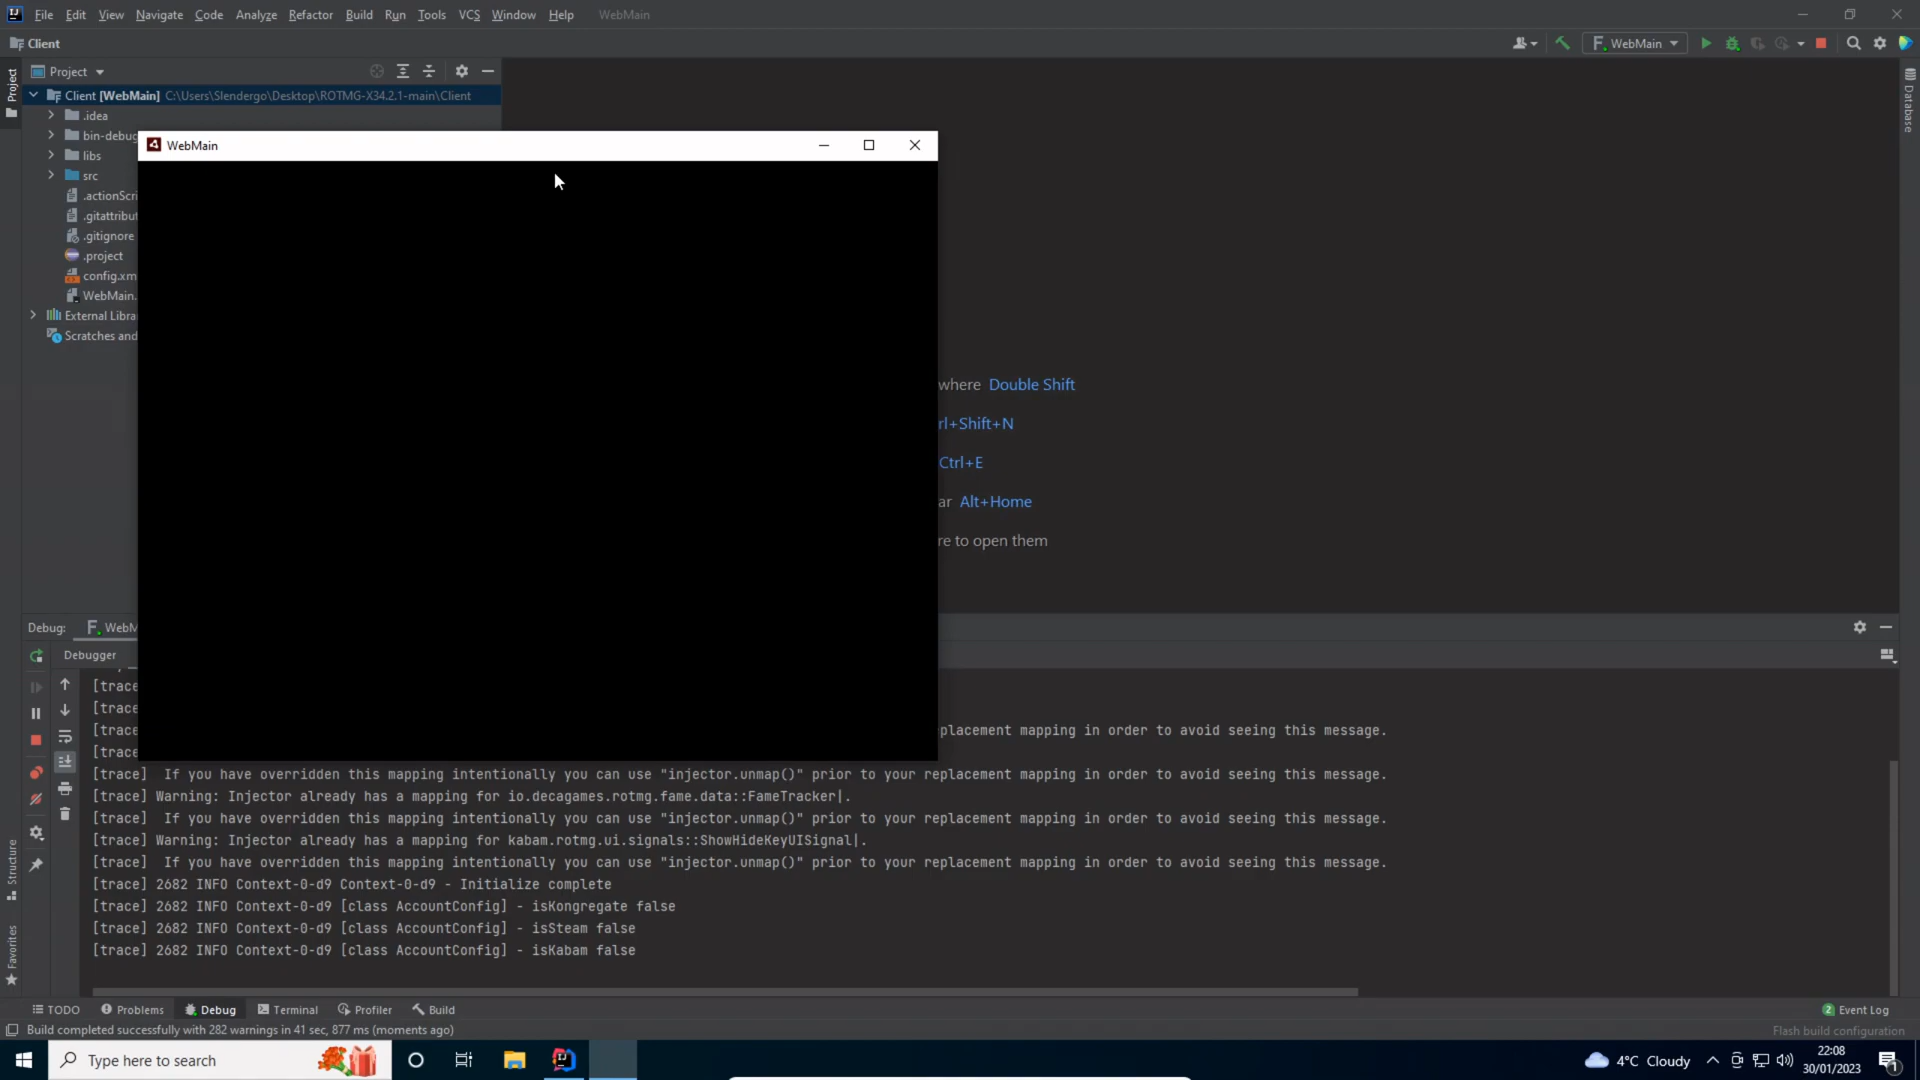 File Edit View Navigate Code Analyze Refactor Build Run Tools VCS Window Help WebMain
Client
WebMain
Project
Client [WebMain] C:\Users\Slendergo\Desktop\ROTMG-X34.2.1-main\Client
.idea
bin-debug
libs
src
.actionScri
.gitattribut
.gitignore
.project
config.xm
WebMain.
External Libra
Scratches and
Project
Database
WebMain
where Double Shift
rl+Shift+N
Ctrl+E
ar Alt+Home
re to open them
Debug: WebM
Debugger
[trace
[trace
[trace placement mapping in order to avoid seeing this message.
[trace
[trace]  If you have overridden this mapping intentionally you can use "injector.unmap()" prior to your replacement mapping in order to avoid seeing this message.
[trace] Warning: Injector already has a mapping for io.decagames.rotmg.fame.data::FameTracker|.
[trace]  If you have overridden this mapping intentionally you can use "injector.unmap()" prior to your replacement mapping in order to avoid seeing this message.
[trace] Warning: Injector already has a mapping for kabam.rotmg.ui.signals::ShowHideKeyUISignal|.
[trace]  If you have overridden this mapping intentionally you can use "injector.unmap()" prior to your replacement mapping in order to avoid seeing this message.
[trace] 2682 INFO Context-0-d9 Context-0-d9 - Initialize complete
[trace] 2682 INFO Context-0-d9 [class AccountConfig] - isKongregate false
[trace] 2682 INFO Context-0-d9 [class AccountConfig] - isSteam false
[trace] 2682 INFO Context-0-d9 [class AccountConfig] - isKabam false
Structure
Favorites
TODO Problems Debug Terminal Profiler Build
2 Event Log
Build completed successfully with 282 warnings in 41 sec, 877 ms (moments ago)
Flash build configuration
Type here to search
4°C Cloudy
22:08
30/01/2023
1